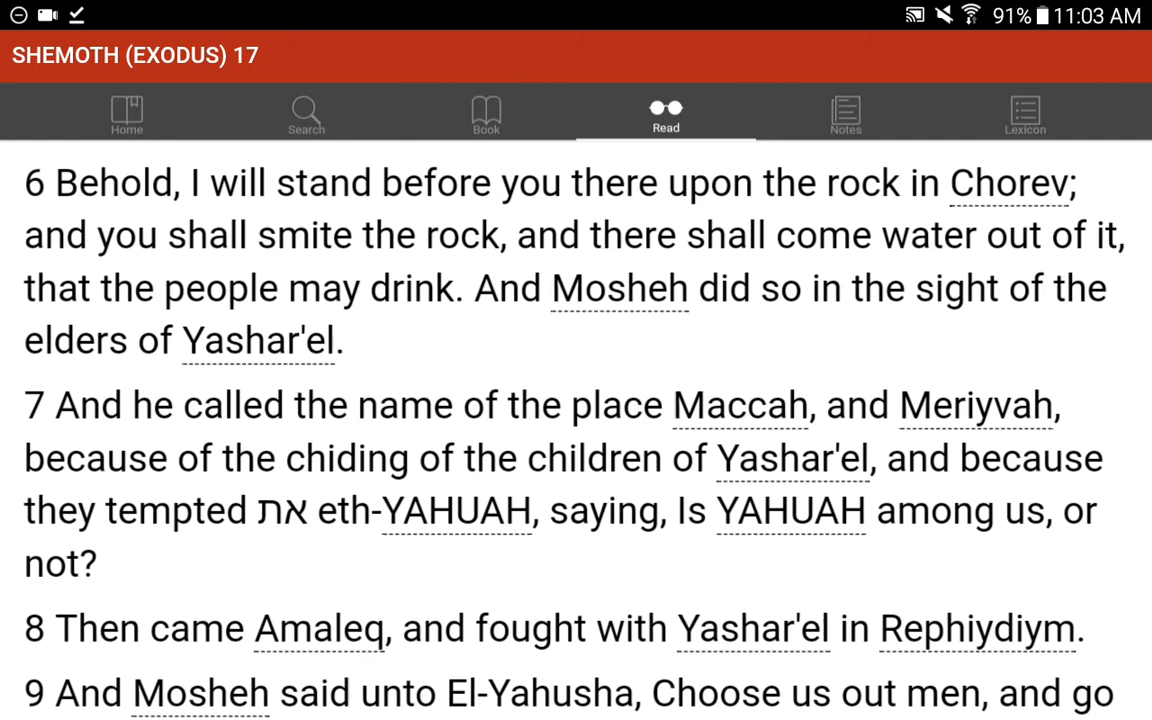 91% 11:03 AM
SHEMOTH (EXODUS) 17
Home Search Book Read Notes Lexicon
6 Behold, I will stand before you there upon the rock in Chorev;
and you shall smite the rock, and there shall come water out of it,
that the people may drink. And Mosheh did so in the sight of the
elders of Yashar'el.
7 And he called the name of the place Maccah, and Meriyvah,
because of the chiding of the children of Yashar'el, and because
they tempted את eth-YAHUAH, saying, Is YAHUAH among us, or
not?
8 Then came Amaleq, and fought with Yashar'el in Rephiydiym.
9 And Mosheh said unto El-Yahusha, Choose us out men, and go